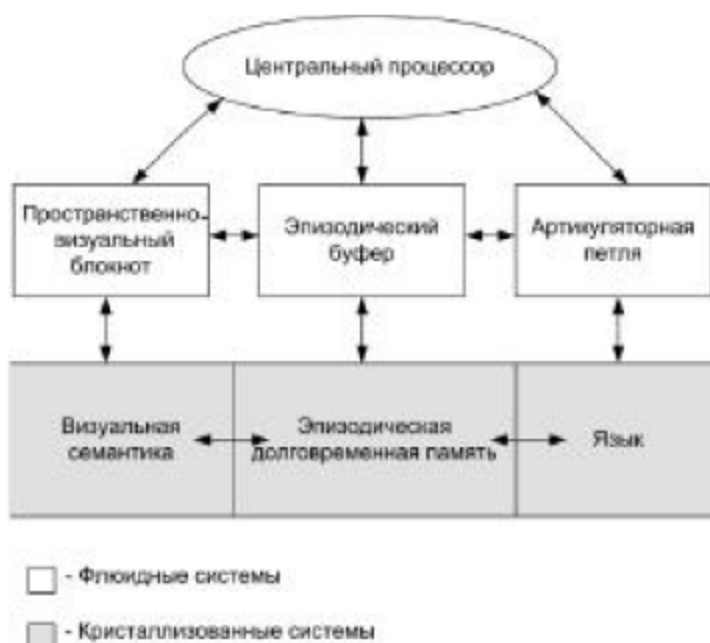 Центральный процессор
Пространственно-
визуальный
блокнот
Эпизодический
буфер
Артикуляторная
петля
Визуальная
семантика
Эпизодическая
долговременная память
Язык
- Флюидные системы
- Кристаллизованные системы